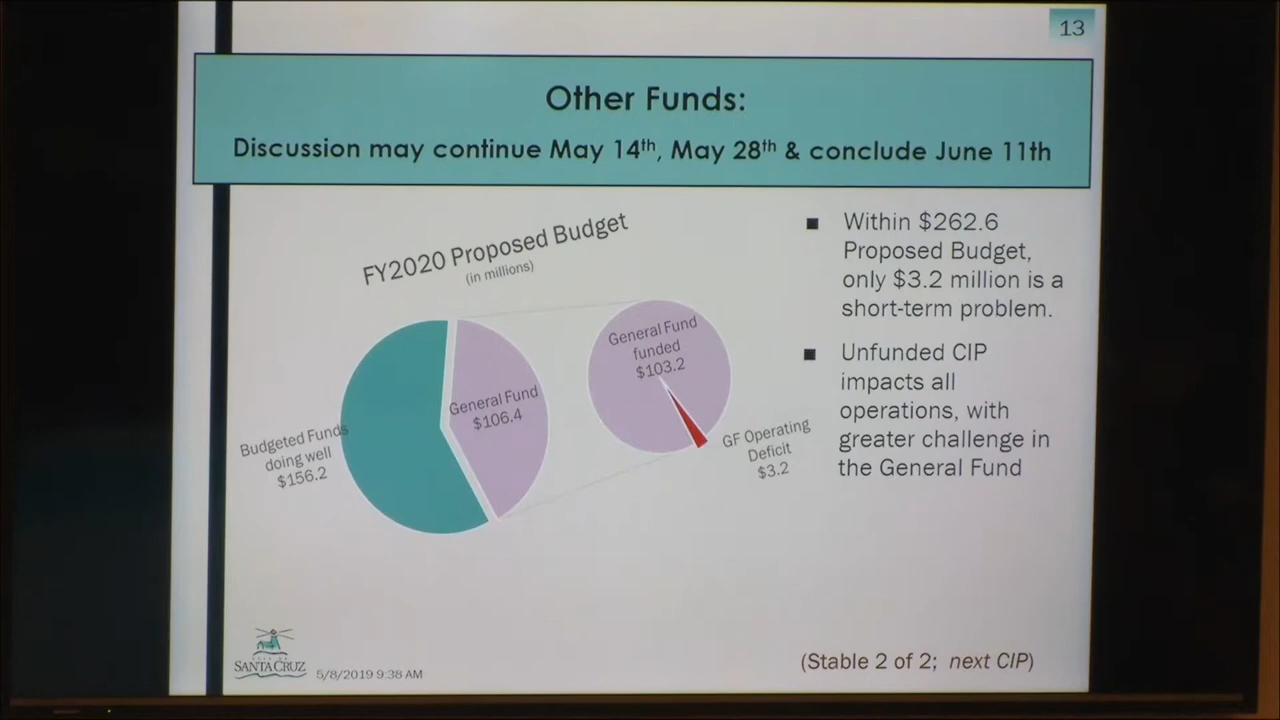 13
Other Funds:
Discussion may continue May 14th, May 28th & conclude June 11th
FY2020 Proposed Budget
(in millions)
Budgeted Funds
doing well
$156.2
General Fund
$106.4
General Fund
funded
$103.2
GF Operating
Deficit
$3.2
■ Within $262.6
Proposed Budget,
only $3.2 million is a
short-term problem.
■ Unfunded CIP
impacts all
operations, with
greater challenge in
the General Fund
SANTA CRUZ
5/8/2019 9:38 AM
(Stable 2 of 2; next CIP)